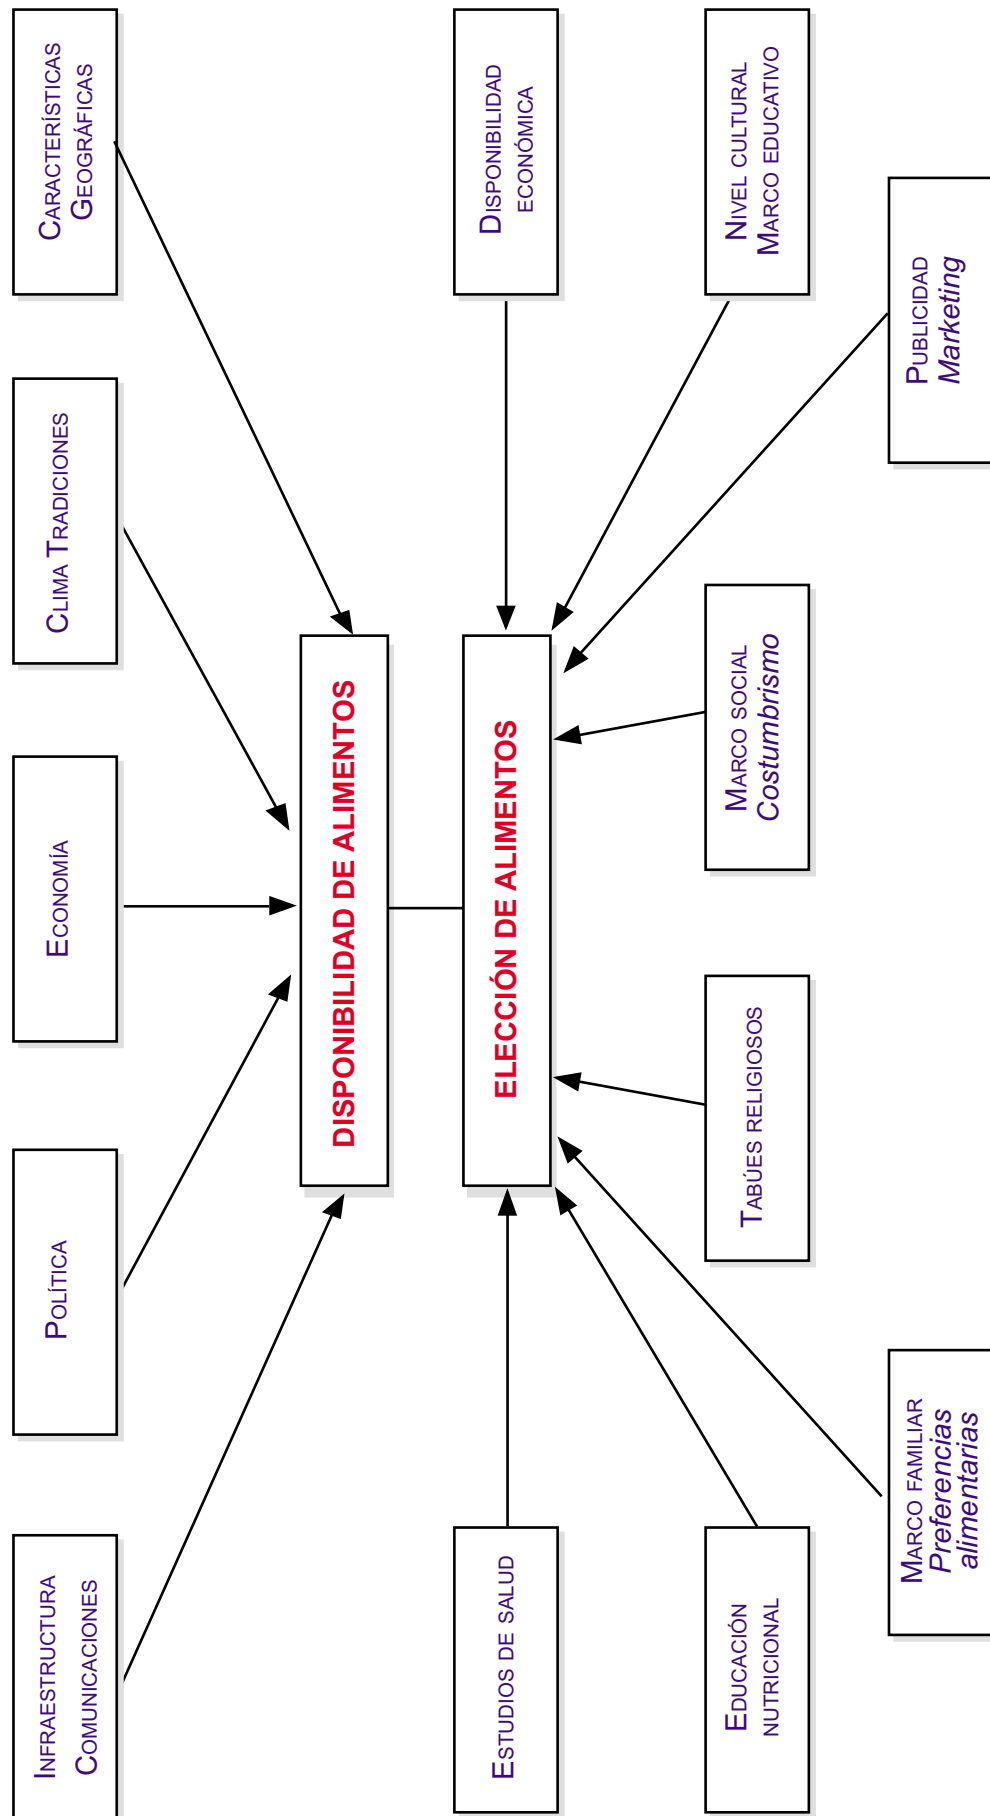 INFRAESTRUCTURA
COMUNICACIONES
POLÍTICA
ECONOMÍA
CLIMA TRADICIONES
CARACTERÍSTICAS
GEOGRÁFICAS
DISPONIBILIDAD DE ALIMENTOS
ESTUDIOS DE SALUD
ELECCIÓN DE ALIMENTOS
DISPONIBILIDAD
ECONÓMICA
EDUCACIÓN
NUTRICIONAL
TABÚES RELIGIOSOS
MARCO SOCIAL
Costumbrismo
NIVEL CULTURAL
MARCO EDUCATIVO
MARCO FAMILIAR
Preferencias
alimentarias
PUBLICIDAD
Marketing